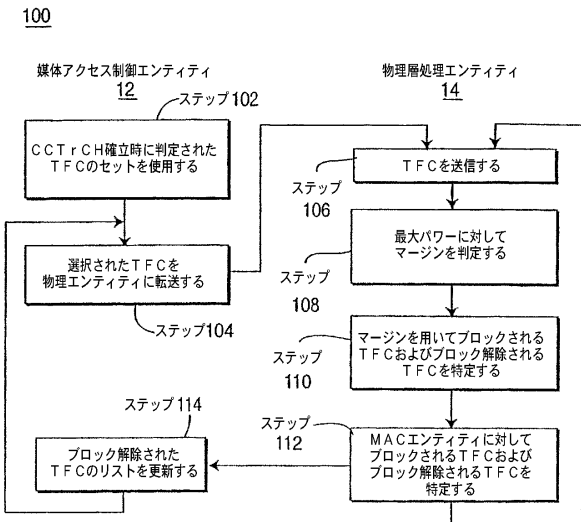 100
媒体アクセス制御エンティティ
12
物理層処理エンティティ
14
ステップ102
CCTrCH確立時に判定された
TFCのセットを使用する
TFCを送信する
ステップ
106
選択されたTFCを
物理エンティティに転送する
ステップ104
最大パワーに対して
マージンを判定する
ステップ
108
マージンを用いてブロックされる
TFCおよびブロック解除される
TFCを特定する
ステップ
110
ステップ114
ブロック解除された
TFCのリストを更新する
ステップ
112
MACエンティティに対して
ブロックされるTFCおよび
ブロック解除されるTFCを
特定する